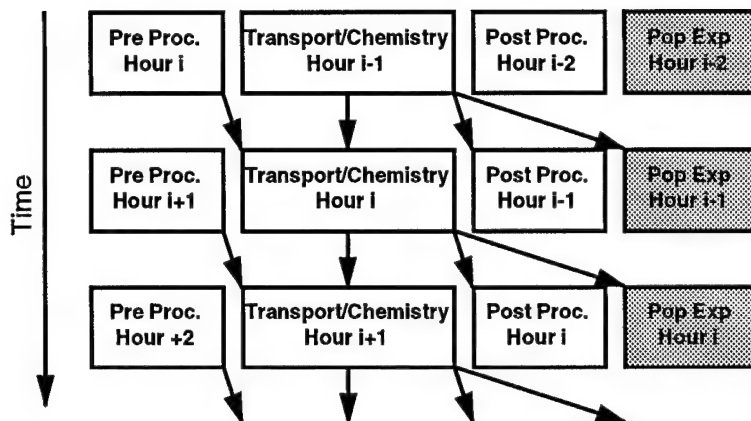 Pre Proc.
Hour i
Transport/Chemistry
Hour i-1
Post Proc.
Hour i-2
Pop Exp
Hour i-2
Time
Pre Proc.
Hour i+1
Transport/Chemistry
Hour i
Post Proc.
Hour i-1
Pop Exp
Hour i-1
Pre Proc.
Hour +2
Transport/Chemistry
Hour i+1
Post Proc.
Hour i
Pop Exp
Hour i